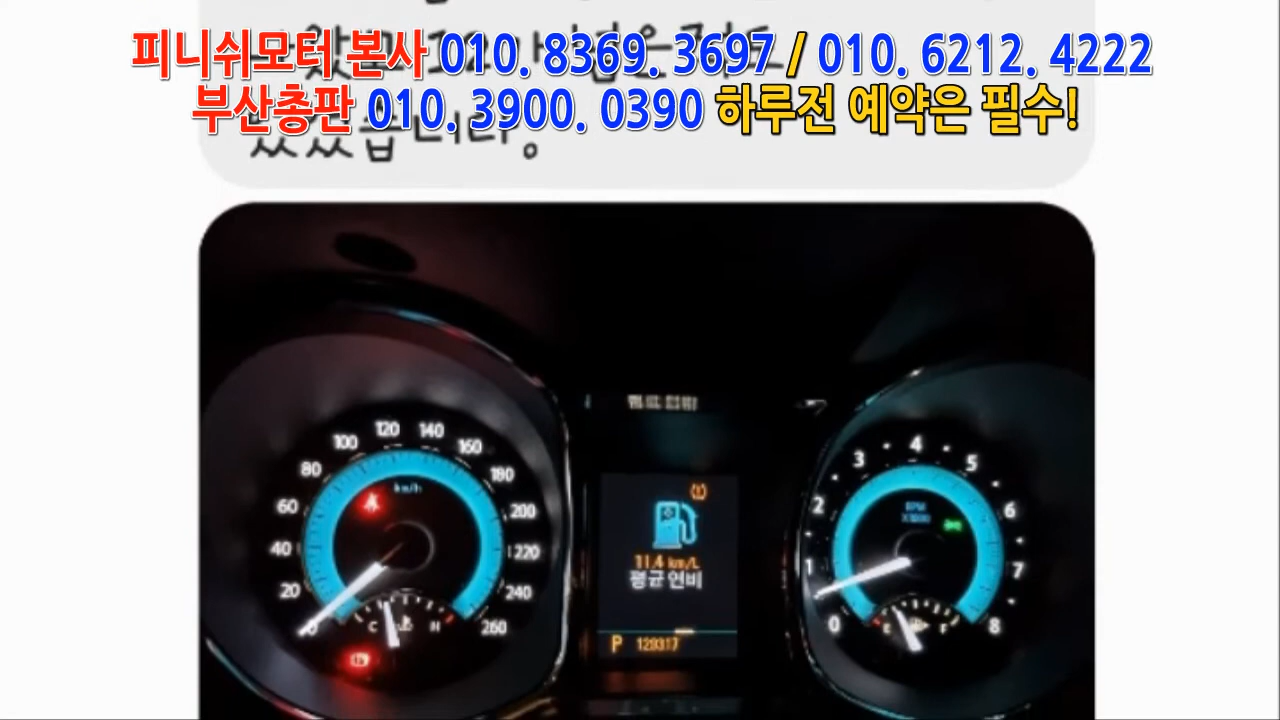 피니쉬모터 본사 010. 8369. 3697 / 010. 6212. 4222
부산총판 010. 3900. 0390 하루전 예약은 필수!
80 100 120 140 160 180
60 km/h 200
40 220
20 240
0 260
C H
11.4 km/L
평균 연비
P 129317
3 4 5
2 RPM 6
X1000
1 7
0 8
E F